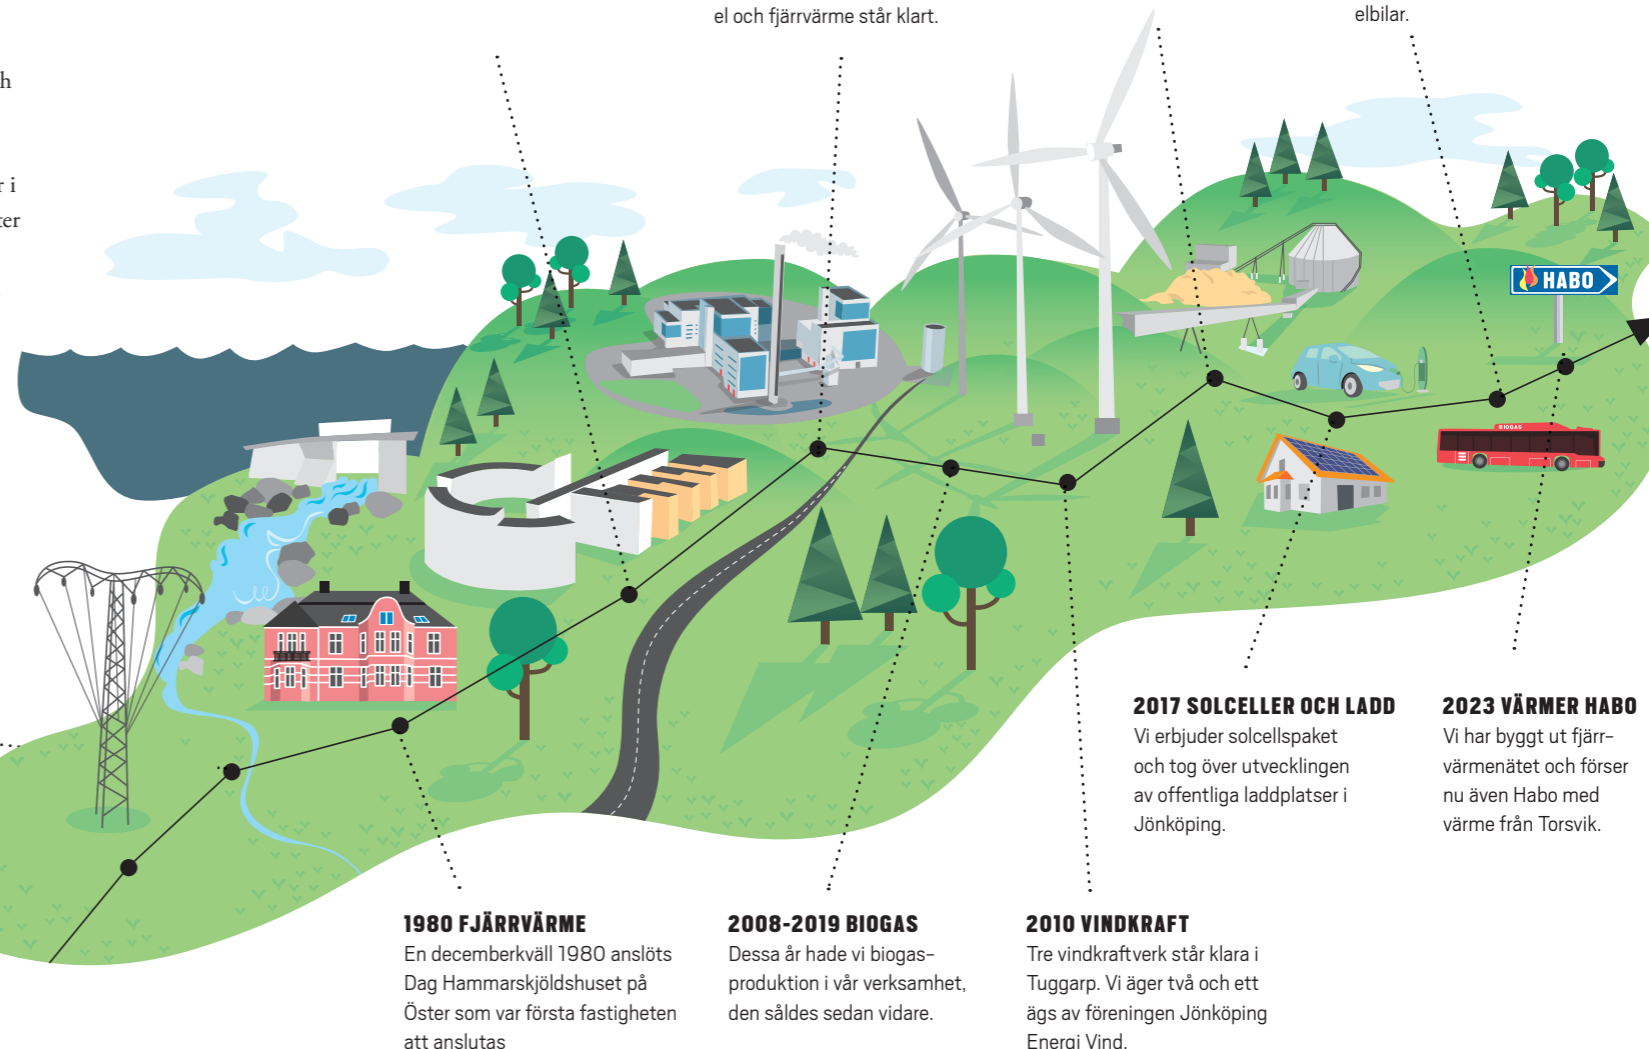 el och fjärrvärme står klart.
elbilar.
h
r i
ter
HABO
BIOGAS
2017 SOLCELLER OCH LADD
Vi erbjuder solcellspaket
och tog över utvecklingen
av offentliga laddplatser i
Jönköping.
2023 VÄRMER HABO
Vi har byggt ut fjärr-
värmenätet och förser
nu även Habo med
värme från Torsvik.
1980 FJÄRRVÄRME
En decemberkväll 1980 anslöts
Dag Hammarskjöldshuset på
Öster som var första fastigheten
att anslutas
2008-2019 BIOGAS
Dessa år hade vi biogas-
produktion i vår verksamhet,
den såldes sedan vidare.
2010 VINDKRAFT
Tre vindkraftverk står klara i
Tuggarp. Vi äger två och ett
ägs av föreningen Jönköping
Energi Vind.